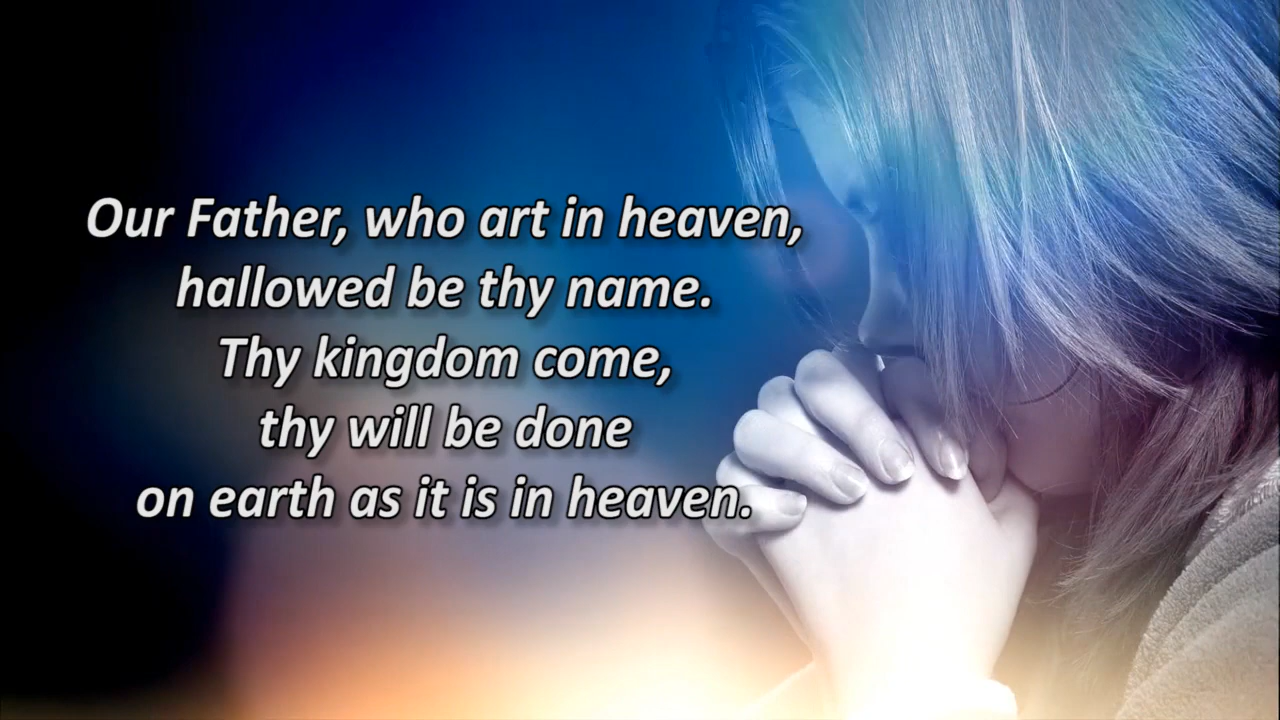 Our Father, who art in heaven,
hallowed be thy name.
Thy kingdom come,
thy will be done
on earth as it is in heaven.